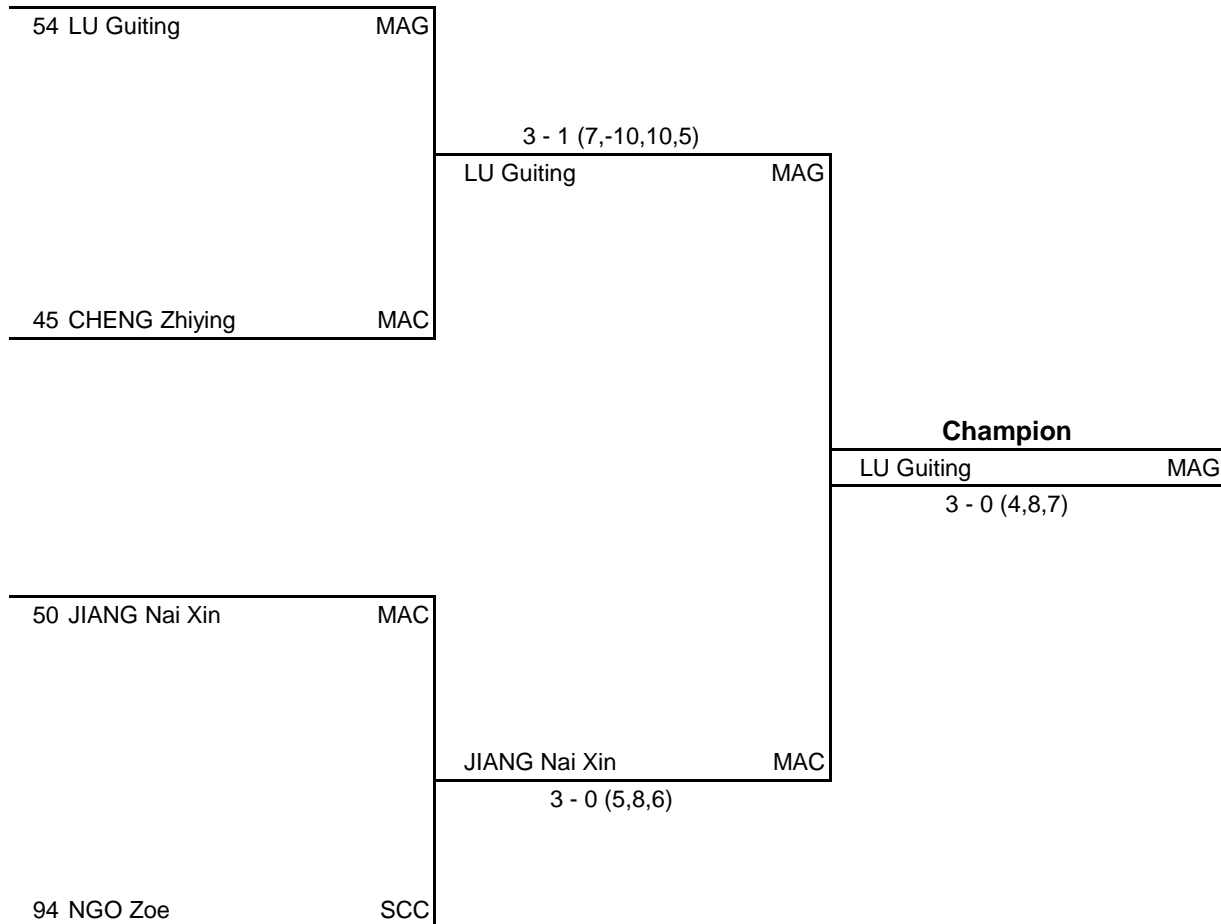 54 LU Guiting MAG
3 - 1 (7,-10,10,5)
LU Guiting MAG
45 CHENG Zhiying MAC
Champion
LU Guiting MAG
3 - 0 (4,8,7)
50 JIANG Nai Xin MAC
JIANG Nai Xin MAC
3 - 0 (5,8,6)
94 NGO Zoe SCC